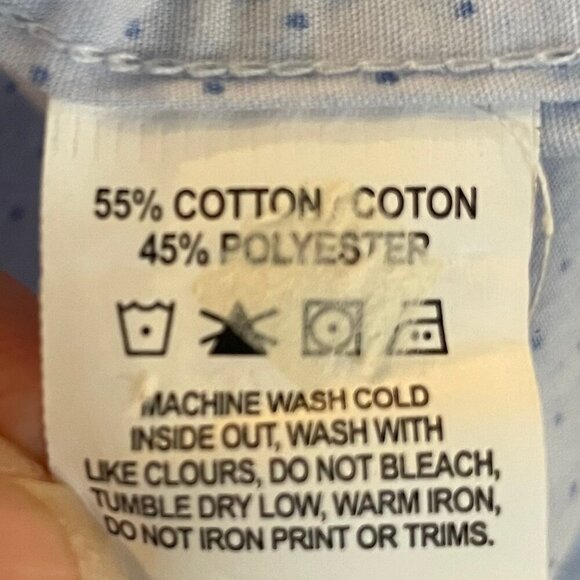 55% COTTON / COTON
45% POLYESTER
MACHINE WASH COLD
INSIDE OUT, WASH WITH
LIKE CLOURS, DO NOT BLEACH,
TUMBLE DRY LOW, WARM IRON,
DO NOT IRON PRINT OR TRIMS.